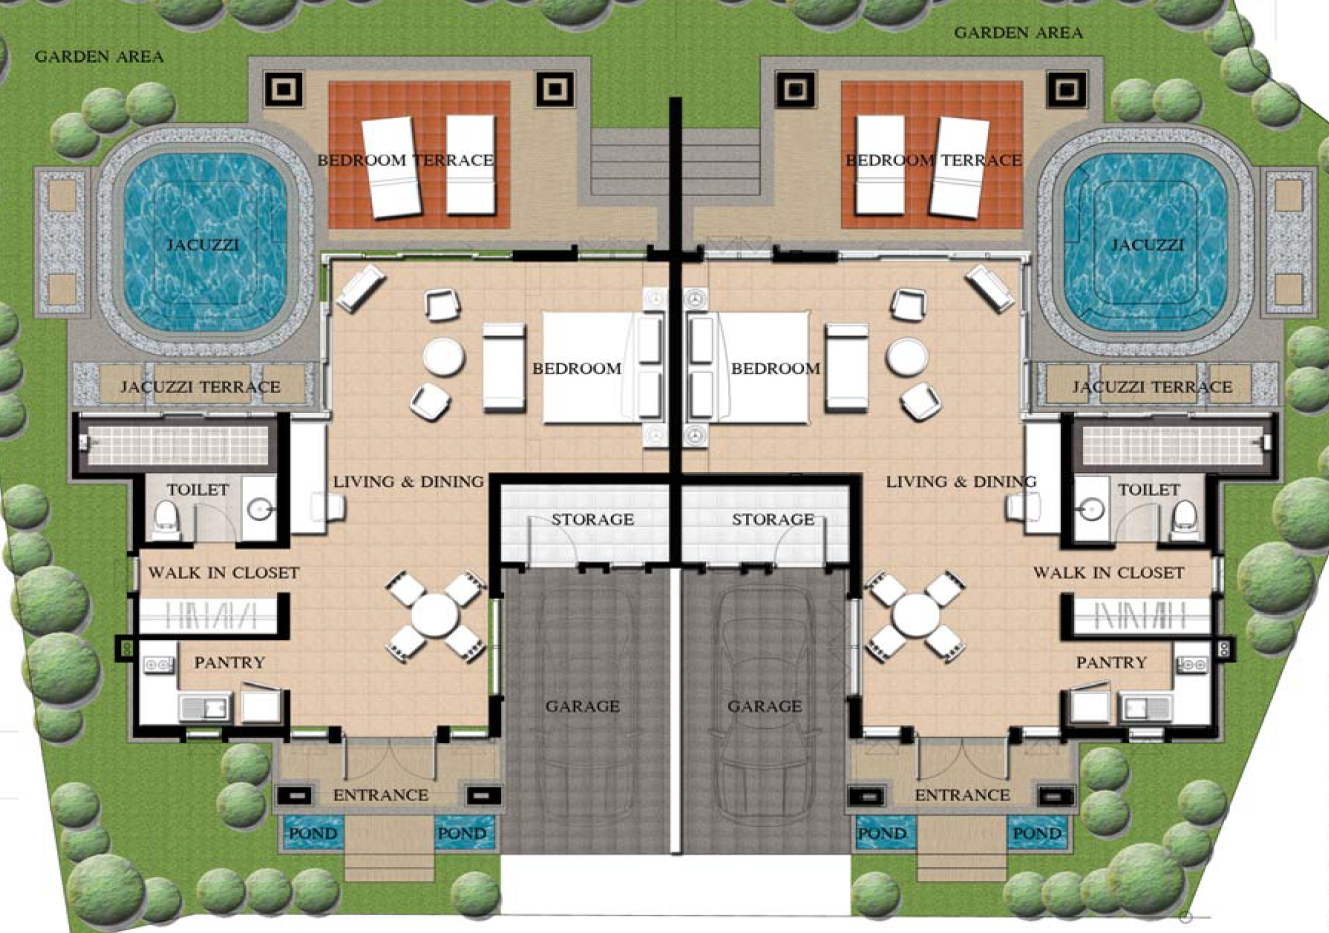 GARDEN AREA
GARDEN AREA
BEDROOM TERRACE
BEDROOM TERRACE
JACUZZI
JACUZZI
BEDROOM
BEDROOM
JACUZZI TERRACE
JACUZZI TERRACE
LIVING & DINING
LIVING & DINING
TOILET
TOILET
STORAGE
STORAGE
WALK IN CLOSET
WALK IN CLOSET
PANTRY
PANTRY
GARAGE
GARAGE
ENTRANCE
ENTRANCE
POND
POND
POND
POND